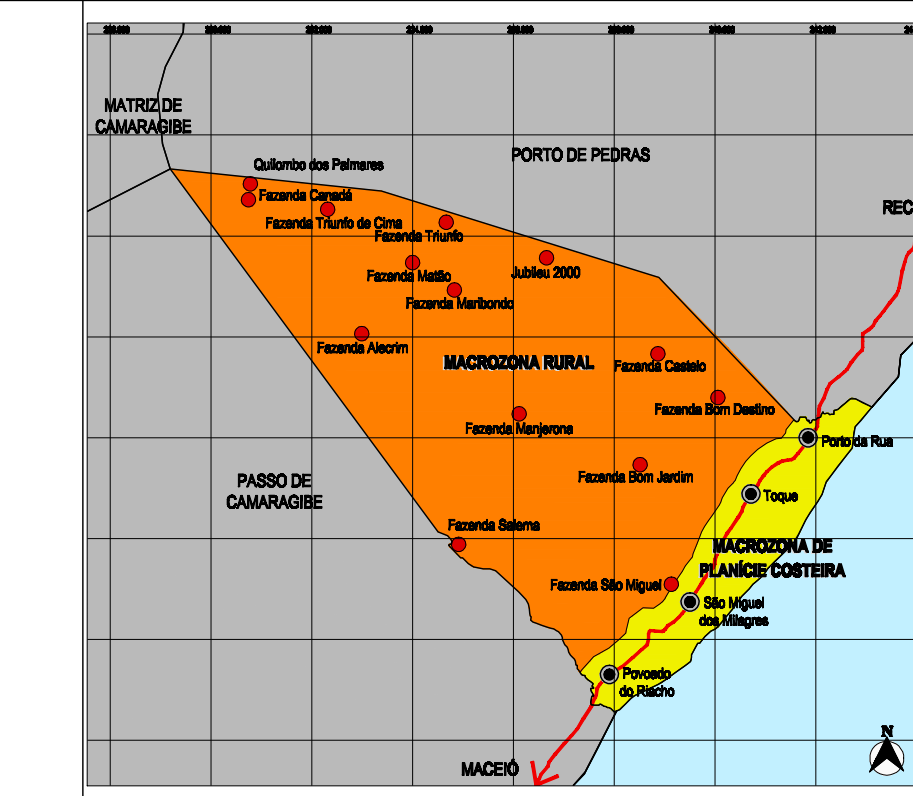 MATRIZ DE
CAMARAGIBE
PORTO DE PEDRAS
Quilombo dos Palmares
Fazenda Canadá
REC
Fazenda Triunfo de Cima
Fazenda Triunfo
Fazenda Matão
Jubileu 2000
Fazenda Maribondo
Fazenda Alecrim
MACROZONA RURAL
Fazenda Castelo
Fazenda Bom Destino
Fazenda Manjerona
Porto da Rua
Fazenda Bom Jardim
PASSO DE
CAMARAGIBE
Toque
Fazenda Salema
MACROZONA DE
PLANÍCIE COSTEIRA
Fazenda São Miguel
São Miguel
dos Milagres
Povoado
do Riacho
N
MACEIÓ